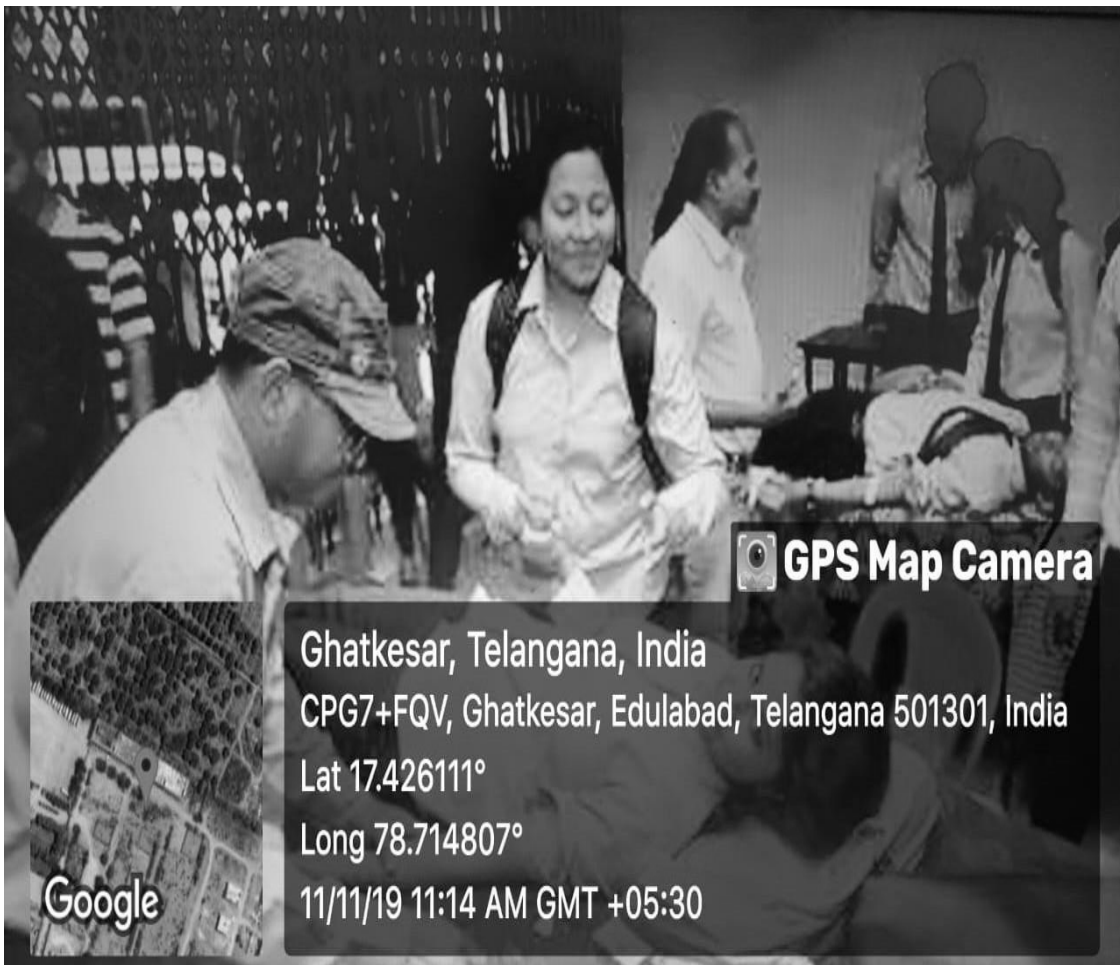 GPS Map Camera
Ghatkesar, Telangana, India
CPG7+FQV, Ghatkesar, Edulabad, Telangana 501301, India
Lat 17.426111°
Long 78.714807°
11/11/19 11:14 AM GMT +05:30
Google